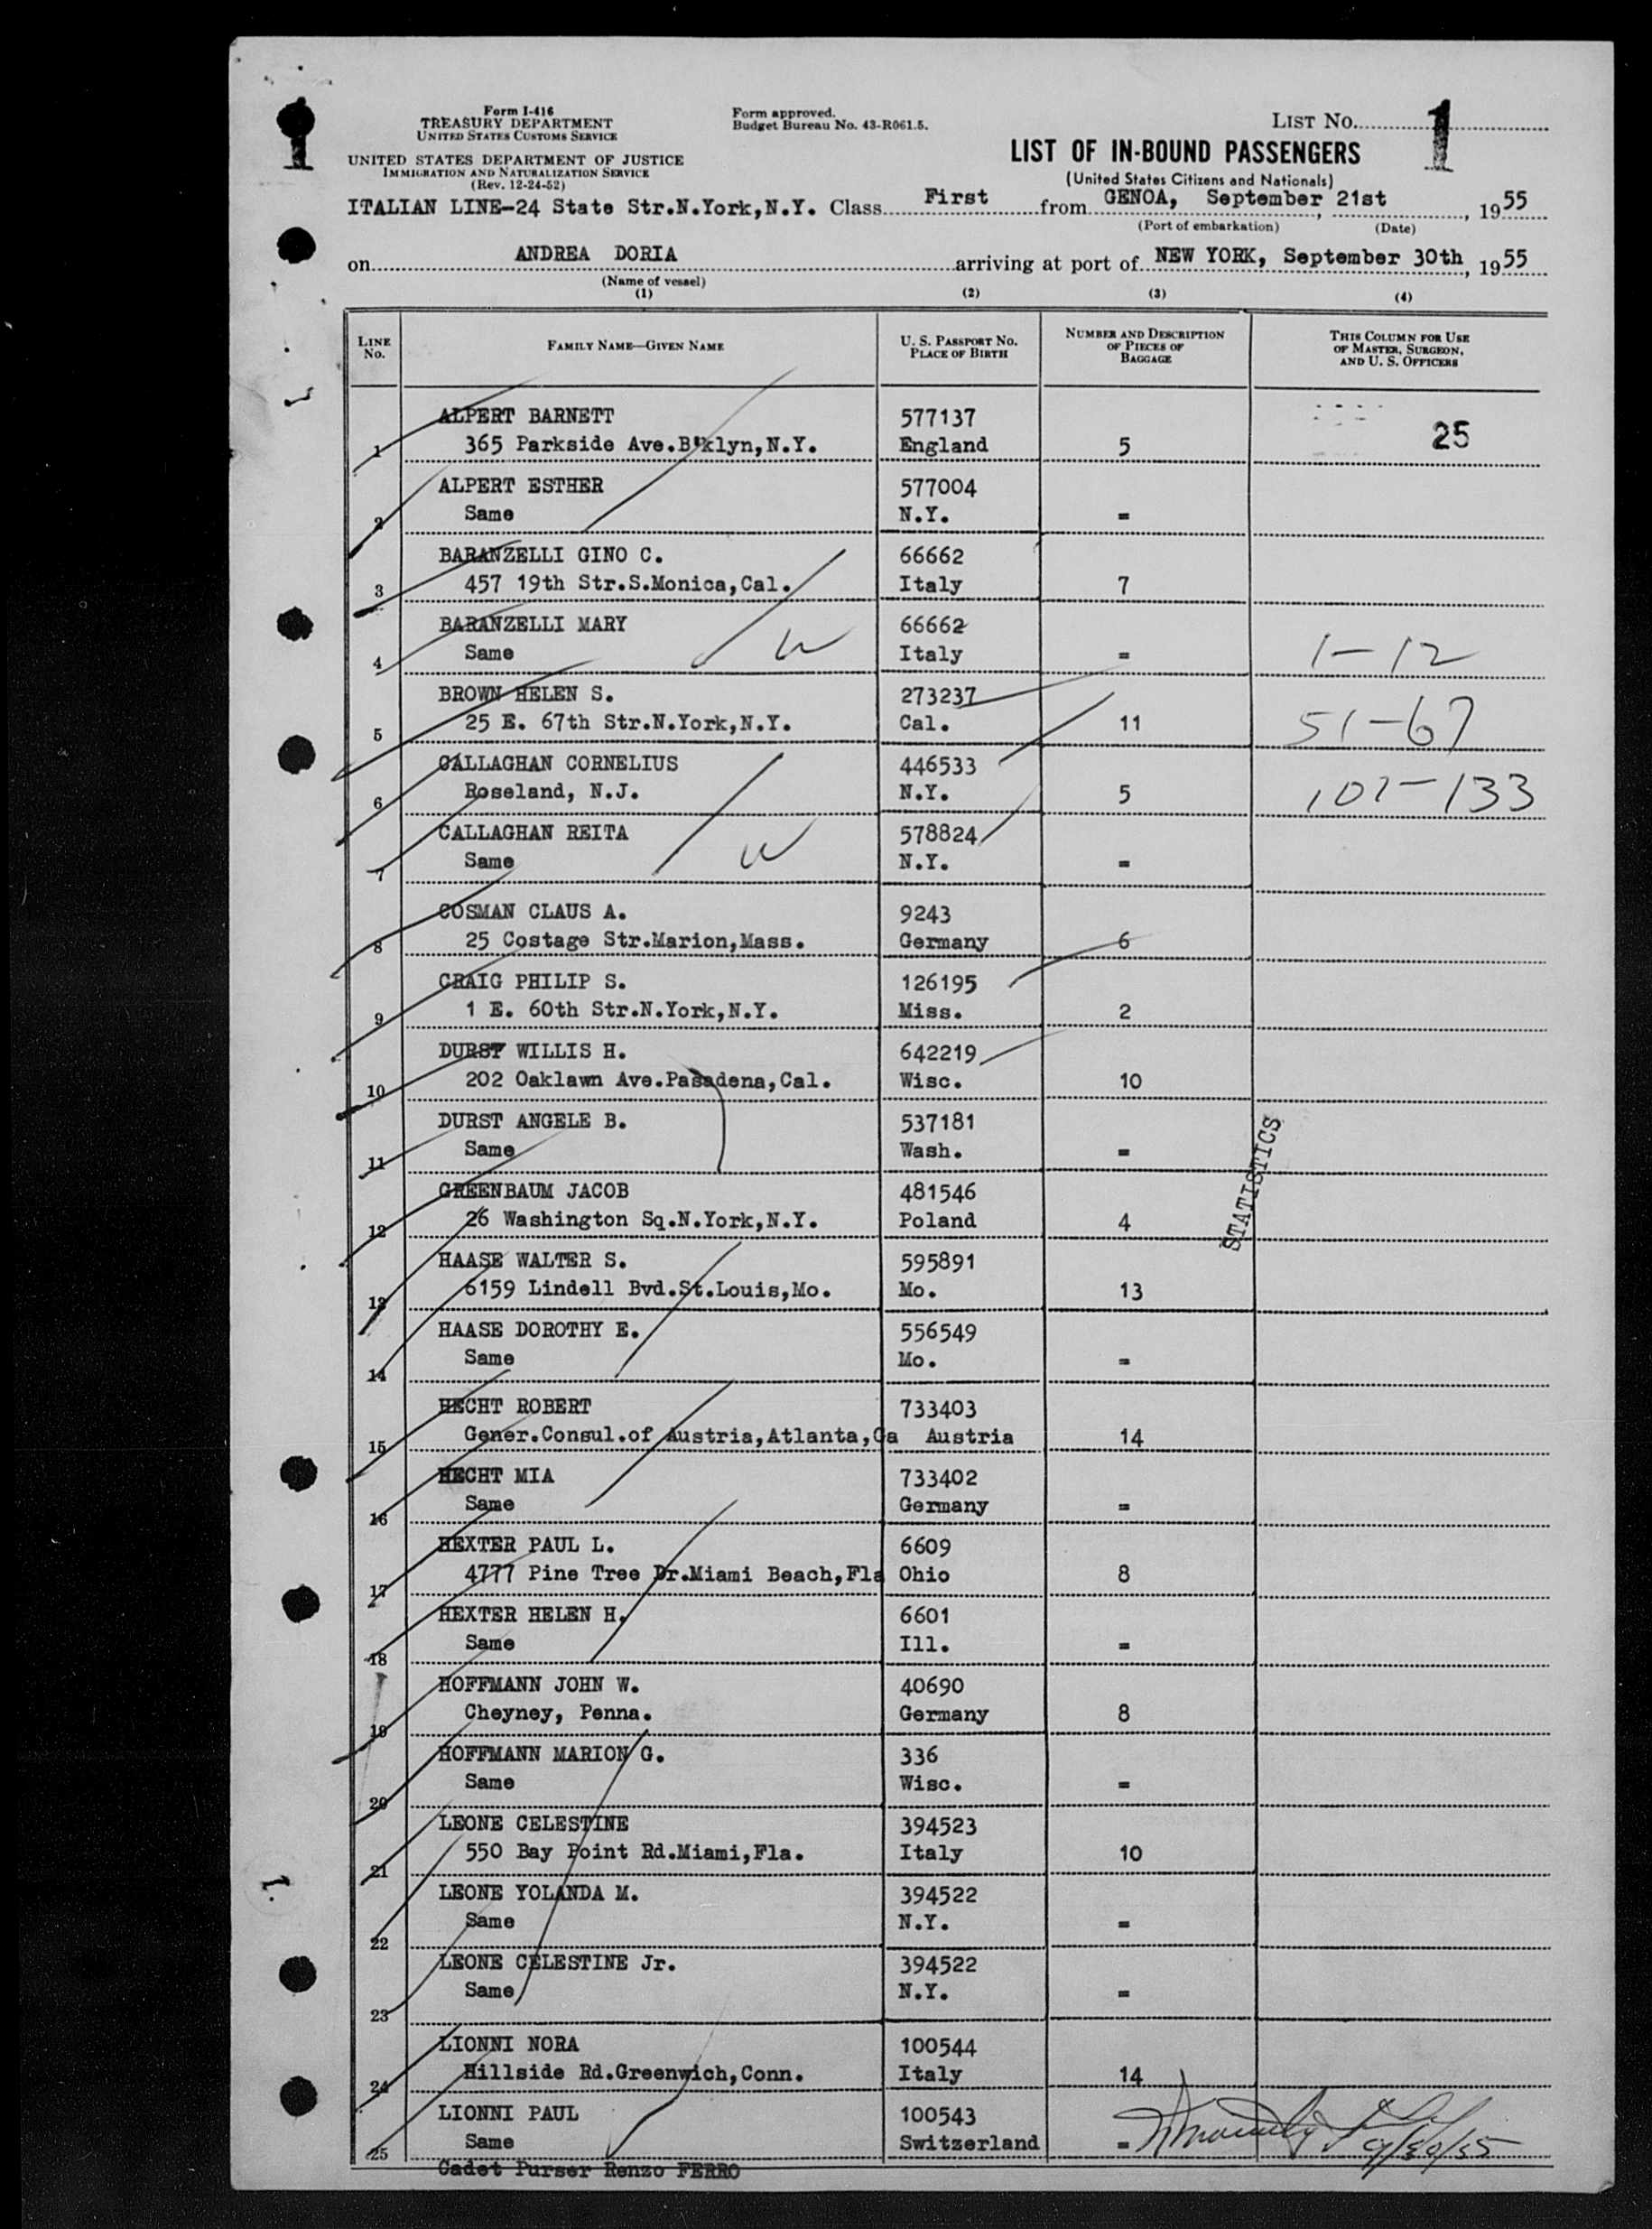 Form I-416
TREASURY DEPARTMENT
UNITED STATES CUSTOMS SERVICE
Form approved.
Budget Bureau No. 43-R061.5.
LIST NO. 1
UNITED STATES DEPARTMENT OF JUSTICE
IMMIGRATION AND NATURALIZATION SERVICE
(Rev. 12-24-52)
LIST OF IN-BOUND PASSENGERS
(United States Citizens and Nationals)
ITALIAN LINE-24 State Str.N.York,N.Y. Class First from GENOA, September 21st, 1955
(Port of embarkation) (Date)
on ANDREA DORIA arriving at port of NEW YORK, September 30th, 1955
(Name of vessel)
(1) (2) (3) (4)
LINE NO.
FAMILY NAME—GIVEN NAME
U. S. PASSPORT NO.
PLACE OF BIRTH
NUMBER AND DESCRIPTION
OF PIECES OF
BAGGAGE
THIS COLUMN FOR USE
OF MASTER, SURGEON,
AND U. S. OFFICERS
ALPERT BARNETT 577137
1 365 Parkside Ave.B'klyn,N.Y. England 5 25
ALPERT ESTHER 577004
2 Same N.Y. =
BARANZELLI GINO C. 66662
3 457 19th Str.S.Monica,Cal. Italy 7
BARANZELLI MARY 66662
4 Same W Italy = 1-12
BROWN HELEN S. 273237
5 25 E. 67th Str.N.York,N.Y. Cal. 11 51-67
CALLAGHAN CORNELIUS 446533
6 Roseland, N.J. N.Y. 5 101-133
CALLAGHAN REITA 578824
7 Same W N.Y. =
COSMAN CLAUS A. 9243
8 25 Costage Str.Marion,Mass. Germany 6
CRAIG PHILIP S. 126195
9 1 E. 60th Str.N.York,N.Y. Miss. 2
DURST WILLIS H. 642219
10 202 Oaklawn Ave.Pasadena,Cal. Wisc. 10
DURST ANGELE B. 537181
11 Same Wash. =
STATISTICS
GREENBAUM JACOB 481546
12 26 Washington Sq.N.York,N.Y. Poland 4
HAASE WALTER S. 595891
13 6159 Lindell Bvd.St.Louis,Mo. Mo. 13
HAASE DOROTHY E. 556549
14 Same Mo. =
HECHT ROBERT 733403
15 Gener.Consul.of Austria,Atlanta,Ga Austria 14
HECHT MIA 733402
16 Same Germany =
HEXTER PAUL L. 6609
17 4777 Pine Tree Dr.Miami Beach,Fla Ohio 8
HEXTER HELEN H. 6601
18 Same Ill. =
HOFFMANN JOHN W. 40690
19 Cheyney, Penna. Germany 8
HOFFMANN MARION G. 336
20 Same Wisc. =
LEONE CELESTINE 394523
21 550 Bay Point Rd.Miami,Fla. Italy 10
LEONE YOLANDA M. 394522
22 Same N.Y. =
LEONE CELESTINE Jr. 394522
23 Same N.Y. =
LIONNI NORA 100544
24 Hillside Rd.Greenwich,Conn. Italy 14
LIONNI PAUL 100543
25 Same Switzerland = 9/30/55
Cadet Purser Renzo FERRO